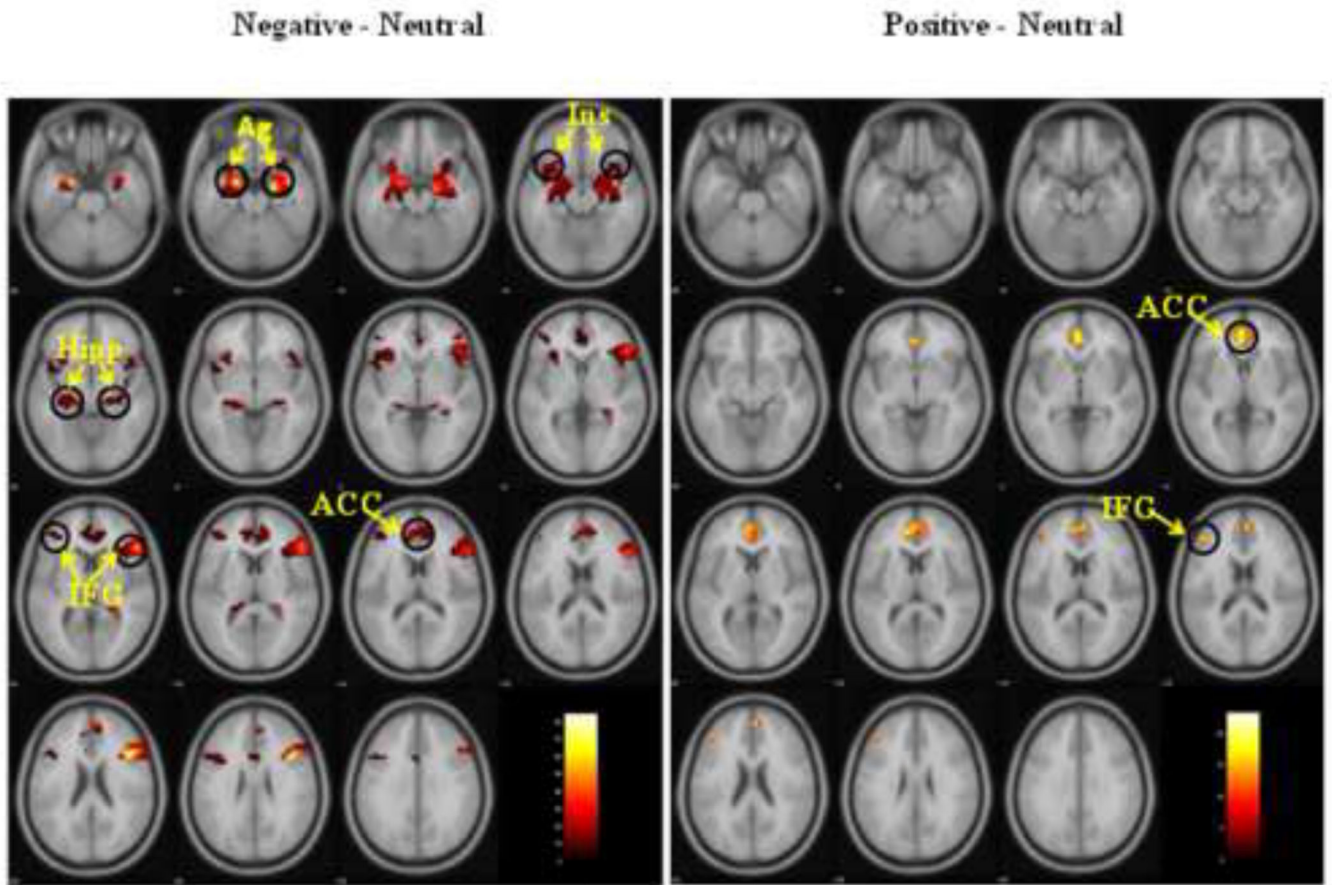 Negative - Neutral
Positive - Neutral
Ag
Ins
Hipp
ACC
IFG
ACC
IFG